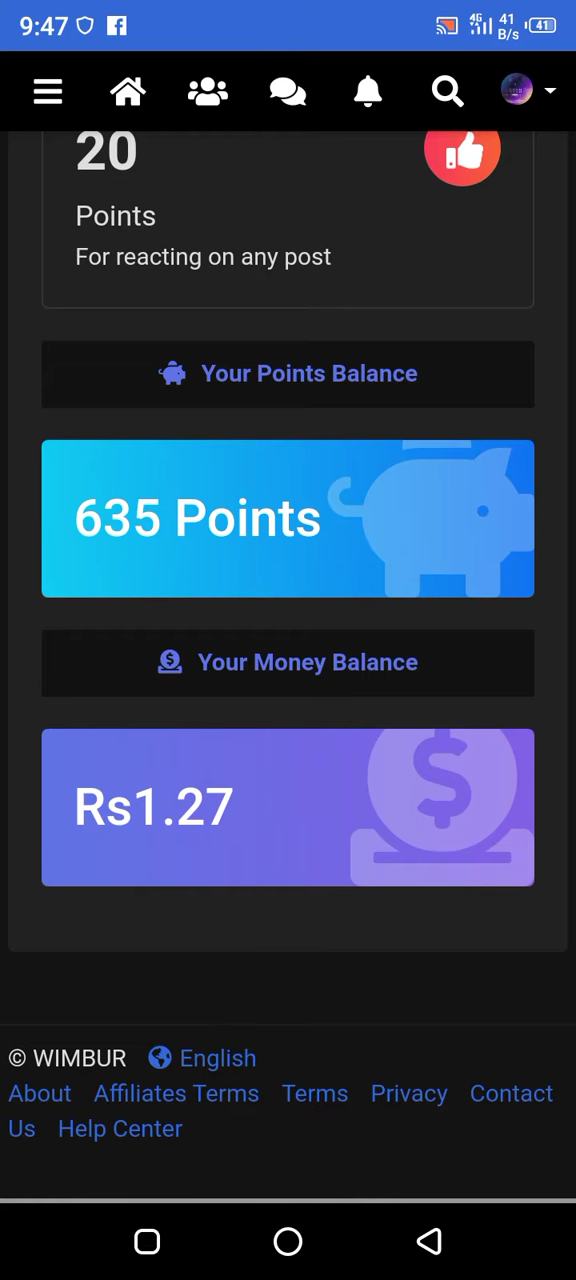 9:47
4G
41
B/s
41
20
Points
For reacting on any post
Your Points Balance
635 Points
Your Money Balance
Rs1.27
© WIMBUR English
About Affiliates Terms Terms Privacy Contact
Us Help Center